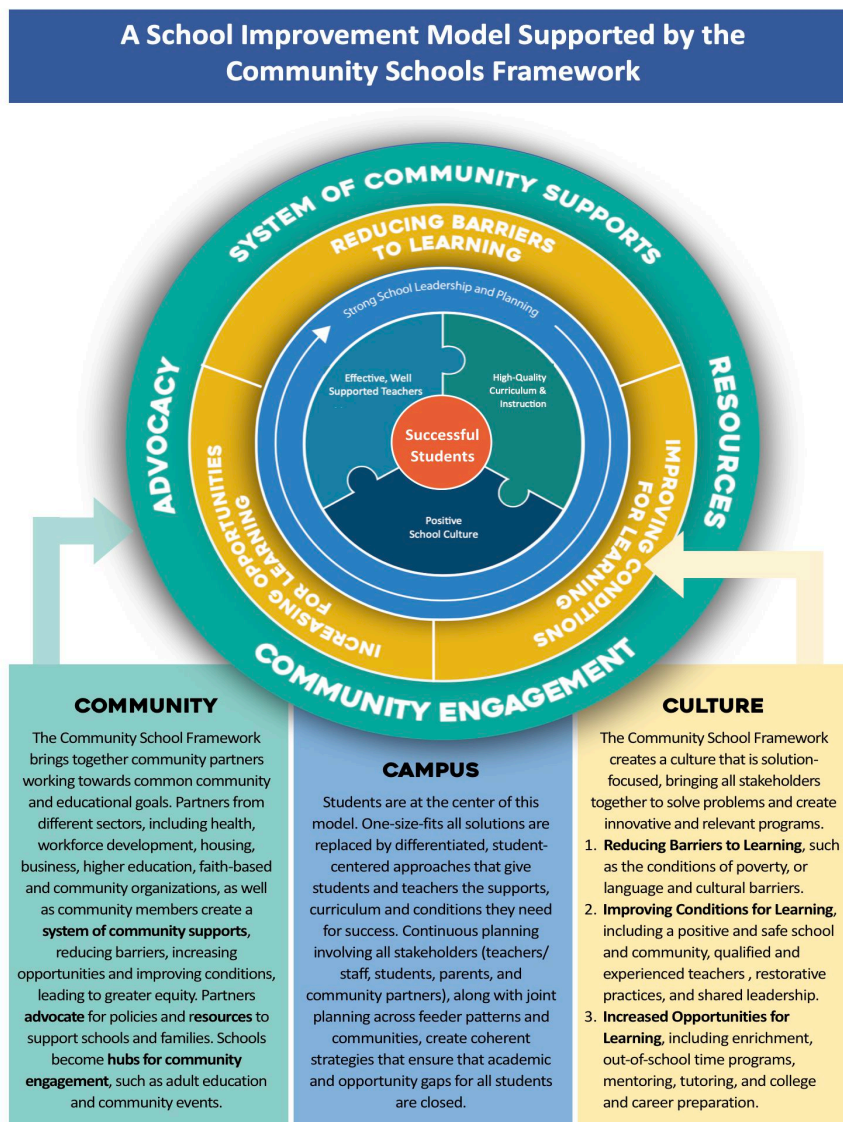 A School Improvement Model Supported by the
Community Schools Framework
SYSTEM OF COMMUNITY SUPPORTS
REDUCING BARRIERS
TO LEARNING
Strong School Leadership and Planning
Effective, Well
Supported Teachers
High-Quality
Curriculum &
Instruction
Successful
Students
Positive
School Culture
ADVOCACY
RESOURCES
INCREASING OPPORTUNITIES
FOR LEARNING
IMPROVING CONDITIONS
FOR LEARNING
COMMUNITY ENGAGEMENT
COMMUNITY
The Community School Framework
brings together community partners
working towards common community
and educational goals. Partners from
different sectors, including health,
workforce development, housing,
business, higher education, faith-based
and community organizations, as well
as community members create a
system of community supports,
reducing barriers, increasing
opportunities and improving conditions,
leading to greater equity. Partners
advocate for policies and resources to
support schools and families. Schools
become hubs for community
engagement, such as adult education
and community events.
CAMPUS
Students are at the center of this
model. One-size-fits all solutions are
replaced by differentiated, student-
centered approaches that give
students and teachers the supports,
curriculum and conditions they need
for success. Continuous planning
involving all stakeholders (teachers/
staff, students, parents, and
community partners), along with joint
planning across feeder patterns and
communities, create coherent
strategies that ensure that academic
and opportunity gaps for all students
are closed.
CULTURE
The Community School Framework
creates a culture that is solution-
focused, bringing all stakeholders
together to solve problems and create
innovative and relevant programs.
1. Reducing Barriers to Learning, such
as the conditions of poverty, or
language and cultural barriers.
2. Improving Conditions for Learning,
including a positive and safe school
and community, qualified and
experienced teachers , restorative
practices, and shared leadership.
3. Increased Opportunities for
Learning, including enrichment,
out-of-school time programs,
mentoring, tutoring, and college
and career preparation.